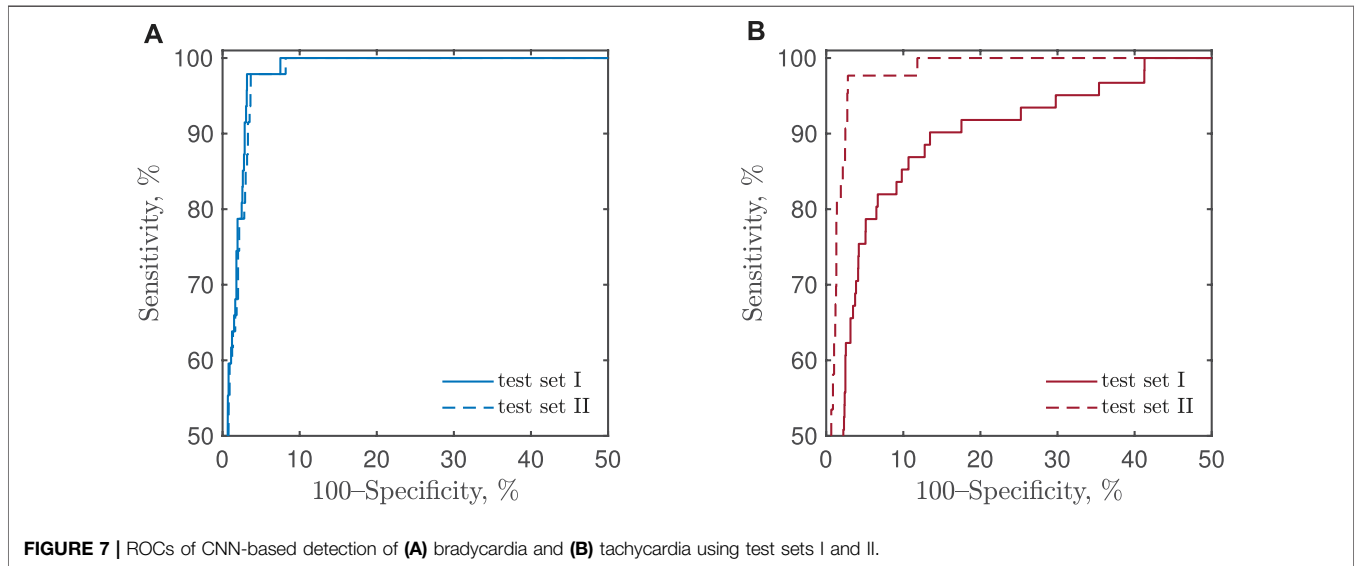 A
100
90
80
70
60
50
Sensitivity, %
0 10 20 30 40 50
100–Specificity, %
test set I
test set II
B
100
90
80
70
60
50
Sensitivity, %
0 10 20 30 40 50
100–Specificity, %
test set I
test set II
FIGURE 7 | ROCs of CNN-based detection of (A) bradycardia and (B) tachycardia using test sets I and II.